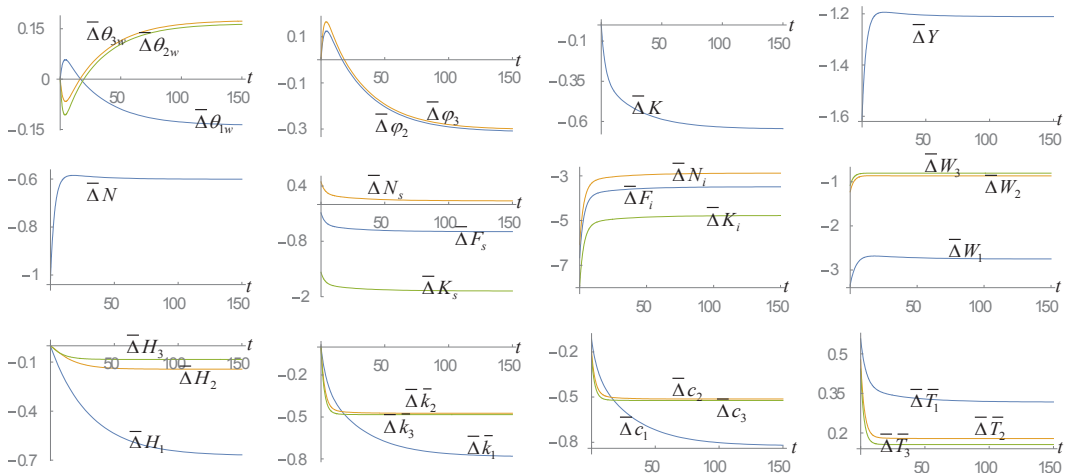 0.15
0
−0.15
50
100
150
t
Δ̅θ₃w
Δ̅θ₂w
Δ̅θ₁w
0.1
−0.1
−0.3
50
100
150
t
Δ̅φ₂
Δ̅φ₃
−0.1
−0.35
−0.6
50
100
150
t
Δ̅K
−1.2
−1.4
−1.6
50
100
150
t
Δ̅Y
−0.6
−0.8
−1
50
100
150
t
Δ̅N
0.4
−0.8
−2
50
100
150
t
Δ̅Nₛ
Δ̅Fₛ
Δ̅Kₛ
−3
−5
−7
50
100
150
t
Δ̅Nᵢ
Δ̅Fᵢ
Δ̅Kᵢ
−1
−2
−3
50
100
150
t
Δ̅W₃
Δ̅W₂
Δ̅W₁
−0.1
−0.4
−0.7
50
100
150
t
Δ̅H₃
Δ̅H₂
Δ̅H₁
−0.2
−0.5
−0.8
50
100
150
t
Δ̅k̅₂
Δ̅k̅₃
Δ̅k̅₁
−0.2
−0.5
−0.8
50
100
150
t
Δ̅c₂
Δ̅c₃
Δ̅c₁
0.5
0.35
0.2
50
100
150
t
Δ̅T̅₁
Δ̅T̅₂
Δ̅T̅₃